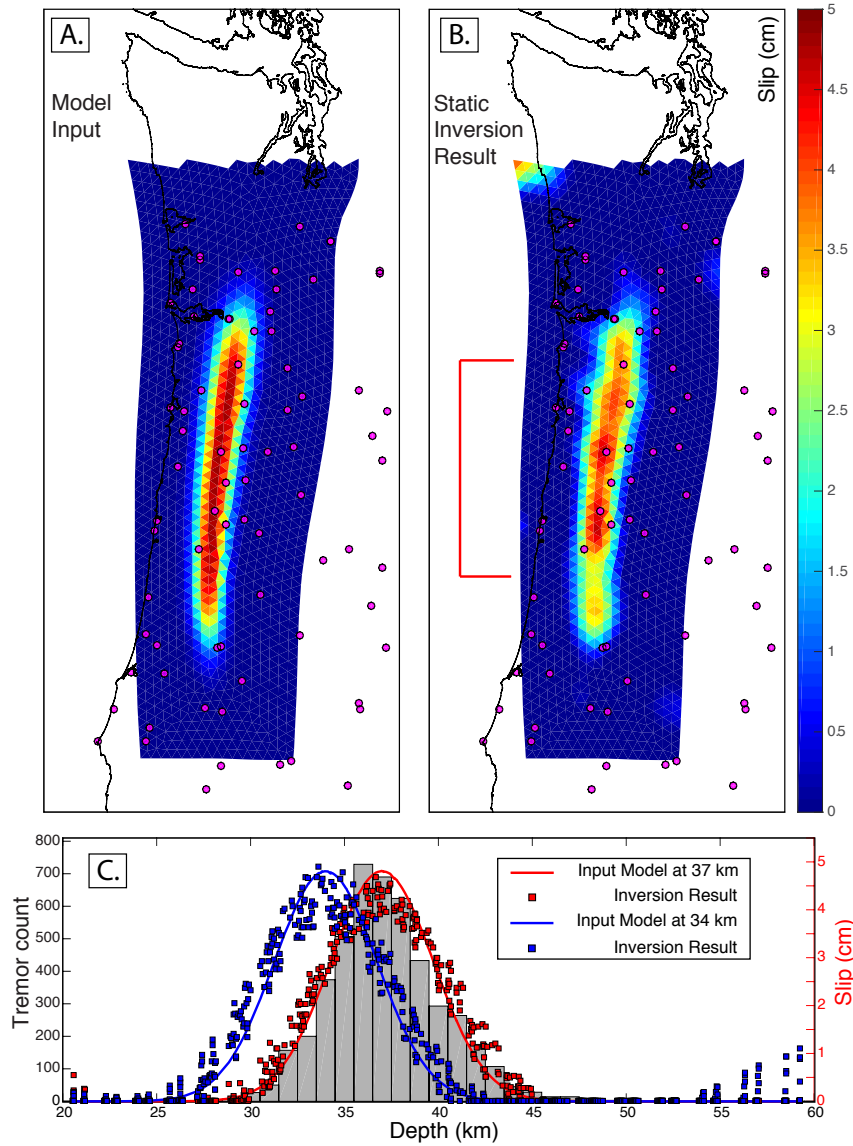 A.
Model
Input
B.
Static
Inversion
Result
Slip (cm)
5
4.5
4
3.5
3
2.5
2
1.5
1
0.5
0
C.
Tremor count
800
700
600
500
400
300
200
100
0
20
25
30
35
40
45
50
55
60
Depth (km)
5
4
3
2
1
0
Slip (cm)
Input Model at 37 km
Inversion Result
Input Model at 34 km
Inversion Result